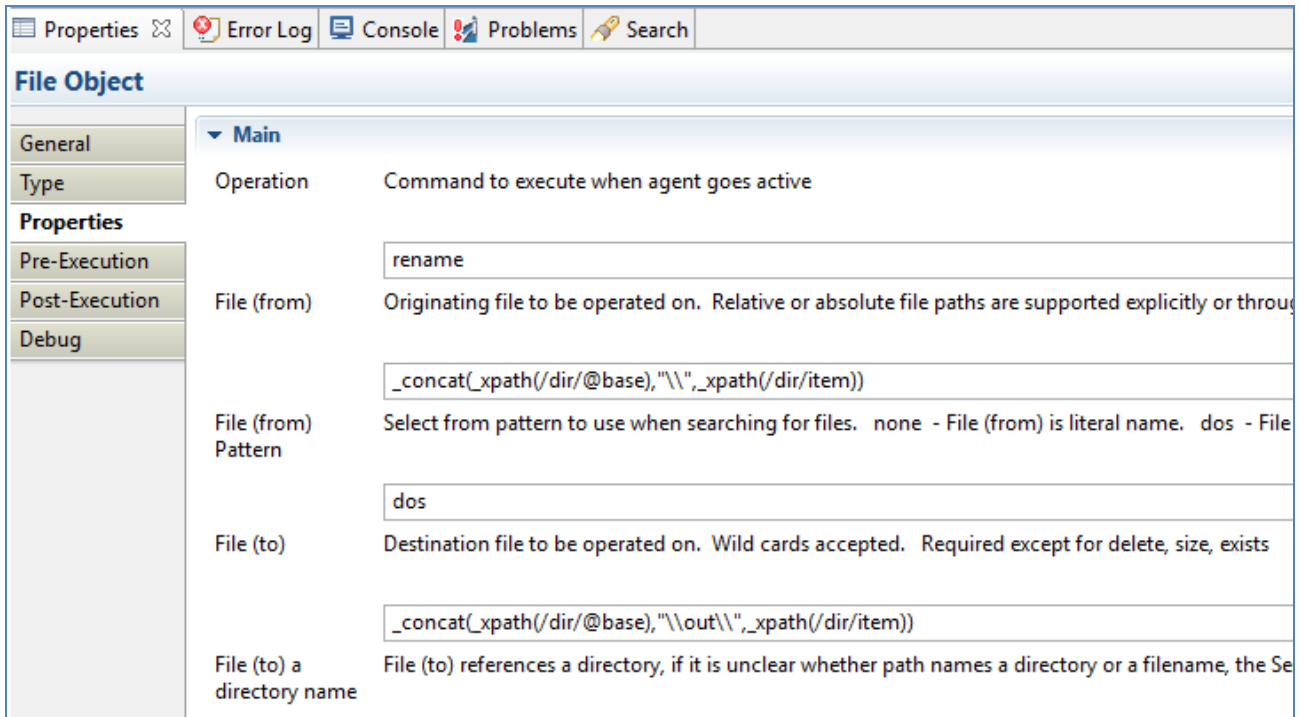 Properties Error Log Console Problems Search
File Object
General
Type
Properties
Pre-Execution
Post-Execution
Debug
Main
Operation Command to execute when agent goes active
rename
File (from) Originating file to be operated on. Relative or absolute file paths are supported explicitly or throug
_concat(_xpath(/dir/@base),"\\",_xpath(/dir/item))
File (from) Select from pattern to use when searching for files. none - File (from) is literal name. dos - File
Pattern
dos
File (to) Destination file to be operated on. Wild cards accepted. Required except for delete, size, exists
_concat(_xpath(/dir/@base),"\\out\\",_xpath(/dir/item))
File (to) a File (to) references a directory, if it is unclear whether path names a directory or a filename, the Se
directory name